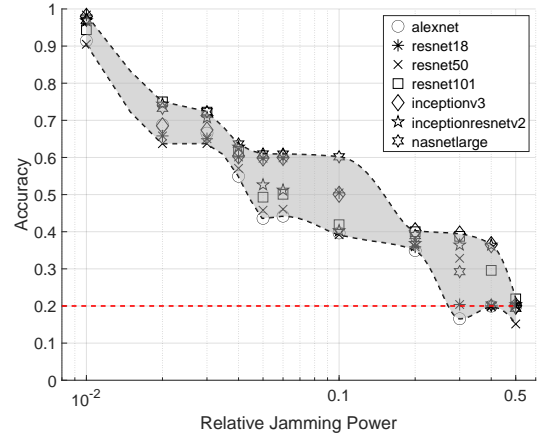 1
0.9
0.8
0.7
0.6
0.5
0.4
0.3
0.2
0.1
0
Accuracy
alexnet
resnet18
resnet50
resnet101
inceptionv3
inceptionresnetv2
nasnetlarge
10^-2
0.1
0.5
Relative Jamming Power